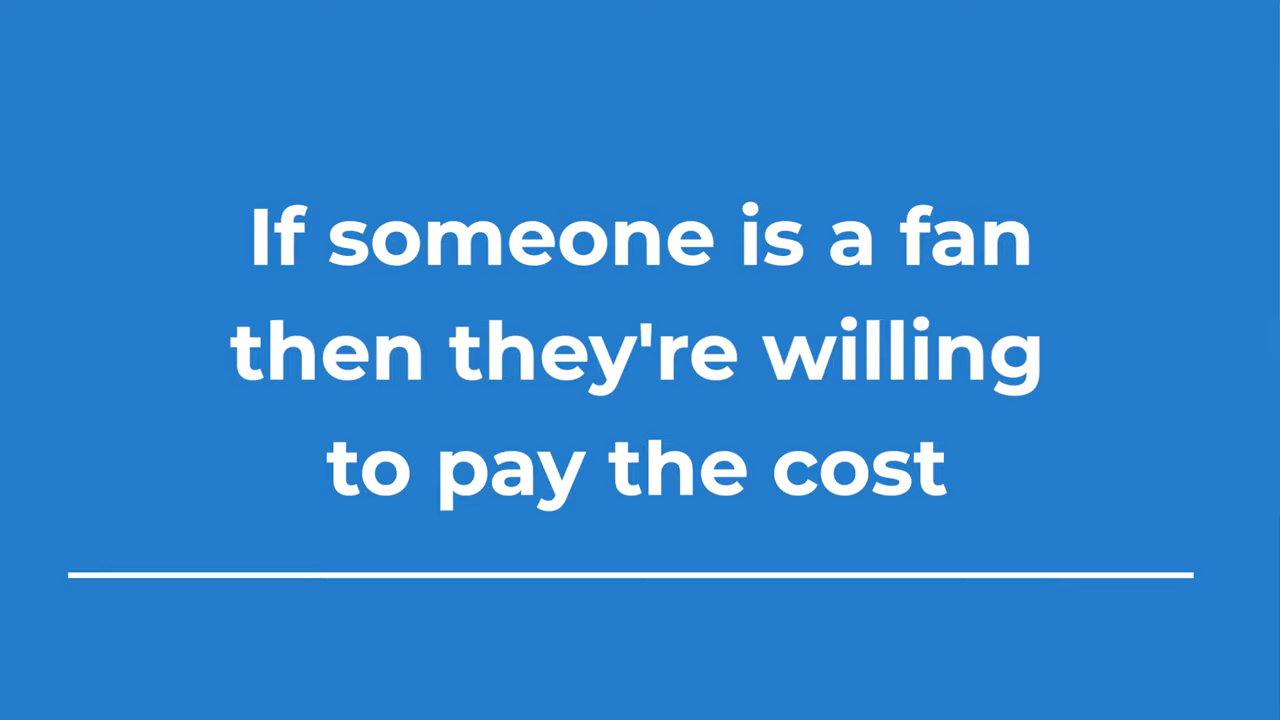 If someone is a fan
then they're willing
to pay the cost